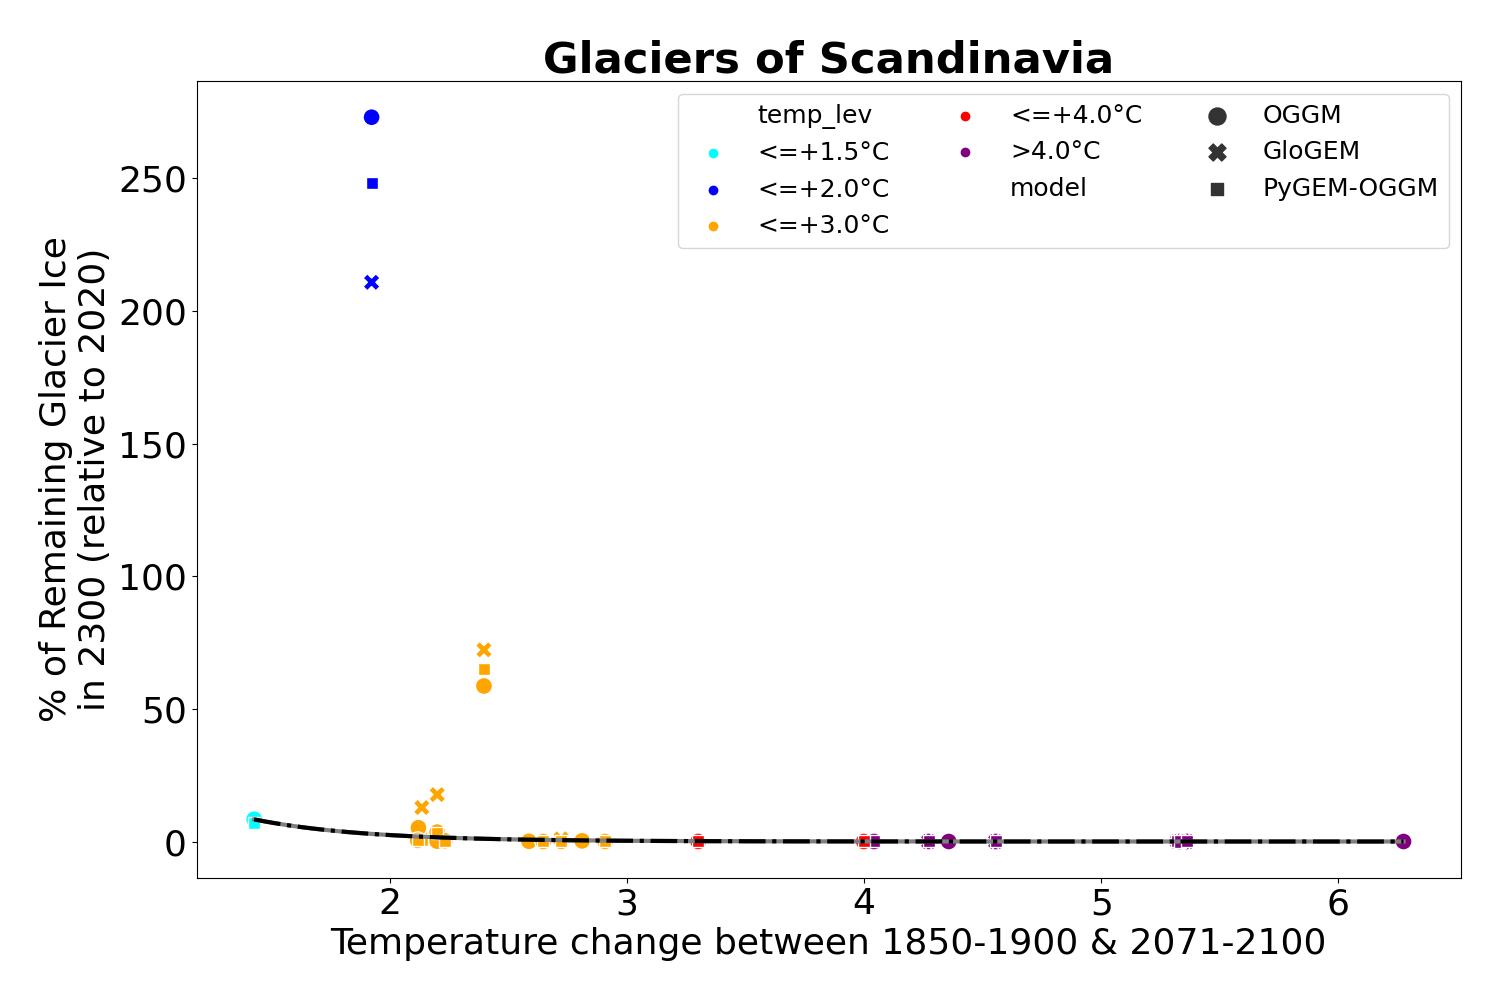 Glaciers of Scandinavia
temp_lev
<=+1.5°C
<=+2.0°C
<=+3.0°C
<=+4.0°C
>4.0°C
model
OGGM
GloGEM
PyGEM-OGGM
% of Remaining Glacier Ice
in 2300 (relative to 2020)
250
200
150
100
50
0
2
3
4
5
6
Temperature change between 1850-1900 & 2071-2100